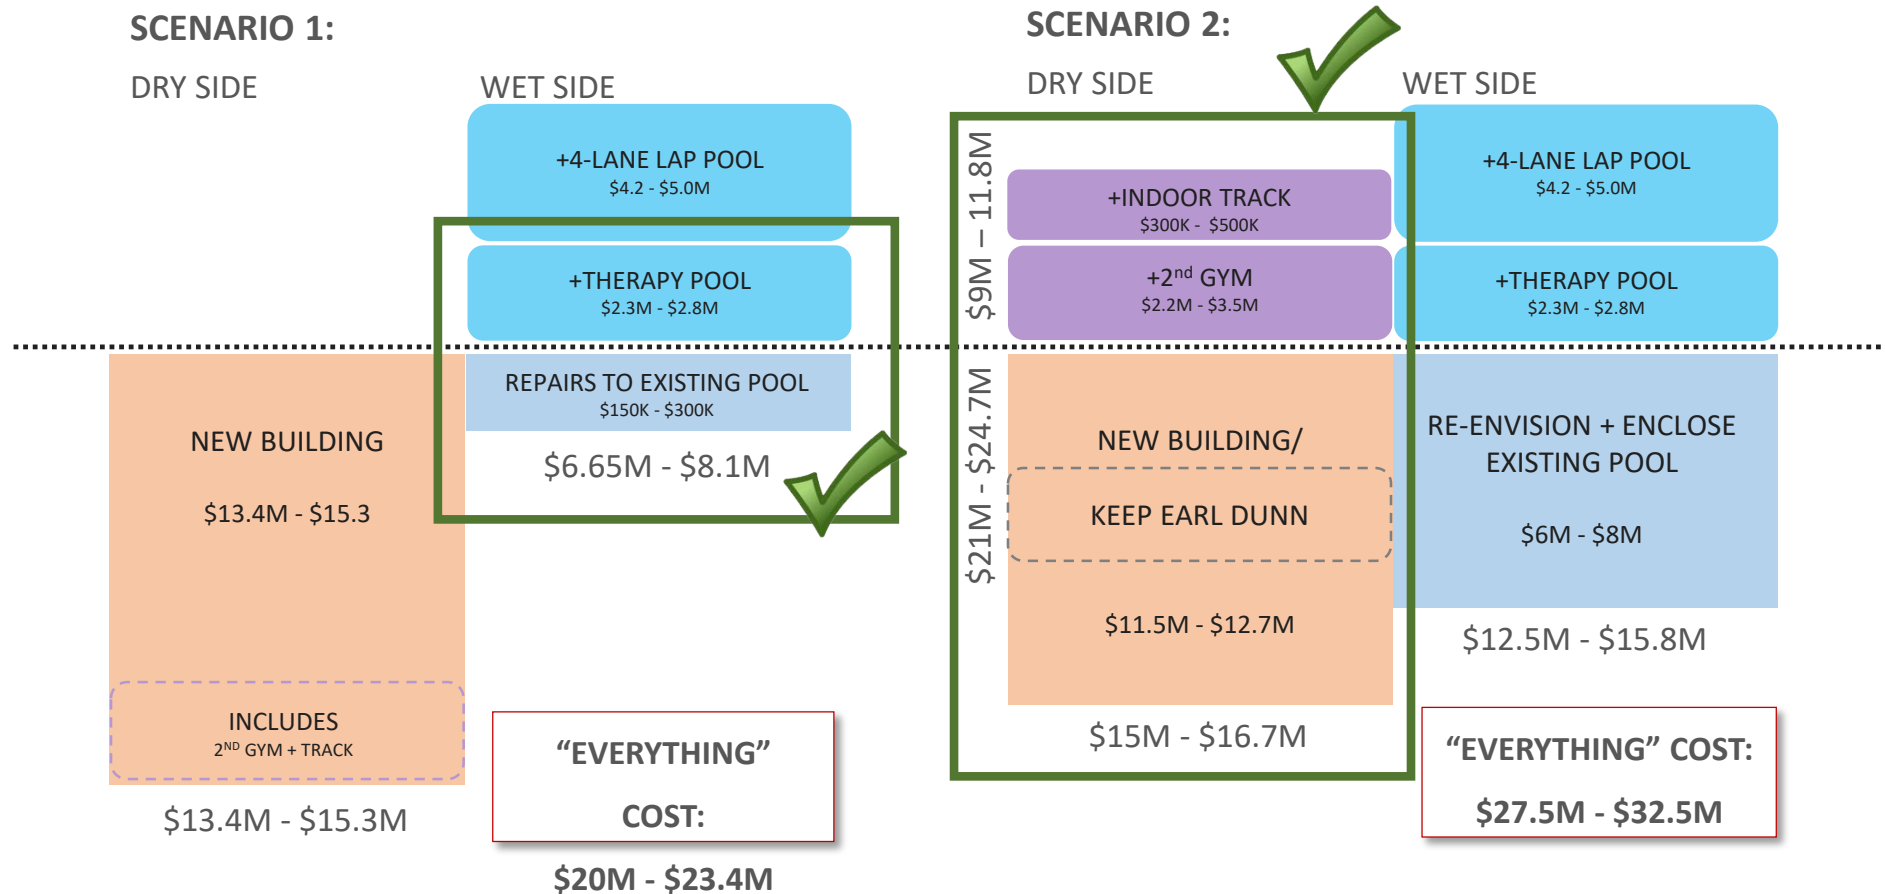 SCENARIO 1:
DRY SIDE
WET SIDE
+4-LANE LAP POOL
$4.2 - $5.0M
+THERAPY POOL
$2.3M - $2.8M
REPAIRS TO EXISTING POOL
$150K - $300K
$6.65M - $8.1M
NEW BUILDING
$13.4M - $15.3
INCLUDES
2ND GYM + TRACK
$13.4M - $15.3M
"EVERYTHING"
COST:
$20M - $23.4M
SCENARIO 2:
DRY SIDE
WET SIDE
$9M – 11.8M
+INDOOR TRACK
$300K - $500K
+2nd GYM
$2.2M - $3.5M
$21M - $24.7M
NEW BUILDING/
KEEP EARL DUNN
$11.5M - $12.7M
$15M - $16.7M
+4-LANE LAP POOL
$4.2 - $5.0M
+THERAPY POOL
$2.3M - $2.8M
RE-ENVISION + ENCLOSE
EXISTING POOL
$6M - $8M
$12.5M - $15.8M
"EVERYTHING" COST:
$27.5M - $32.5M